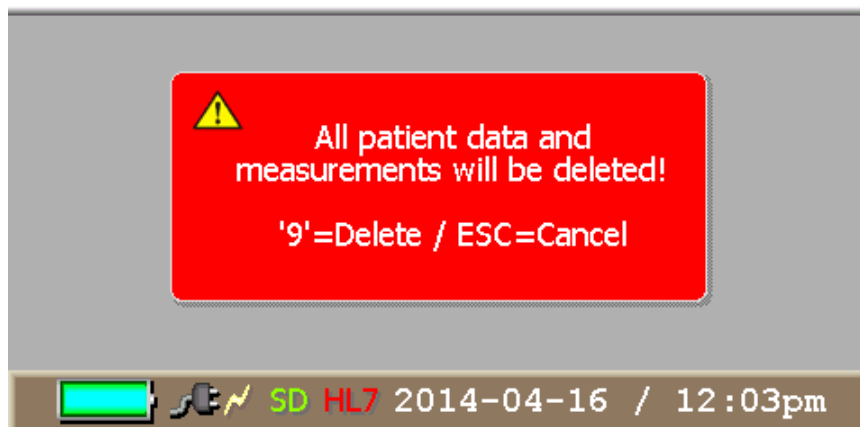 All patient data and
measurements will be deleted!
'9'=Delete / ESC=Cancel
SD HL7 2014-04-16 / 12:03pm